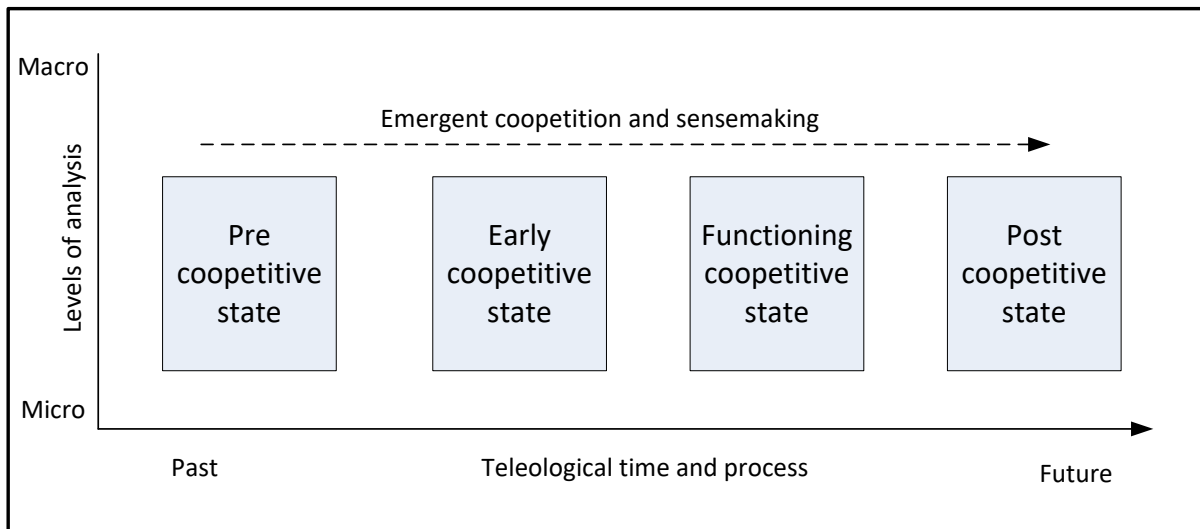 Macro
Emergent coopetition and sensemaking
Levels of analysis
Pre
coopetitive
state
Early
coopetitive
state
Functioning
coopetitive
state
Post
coopetitive
state
Micro
Past
Teleological time and process
Future